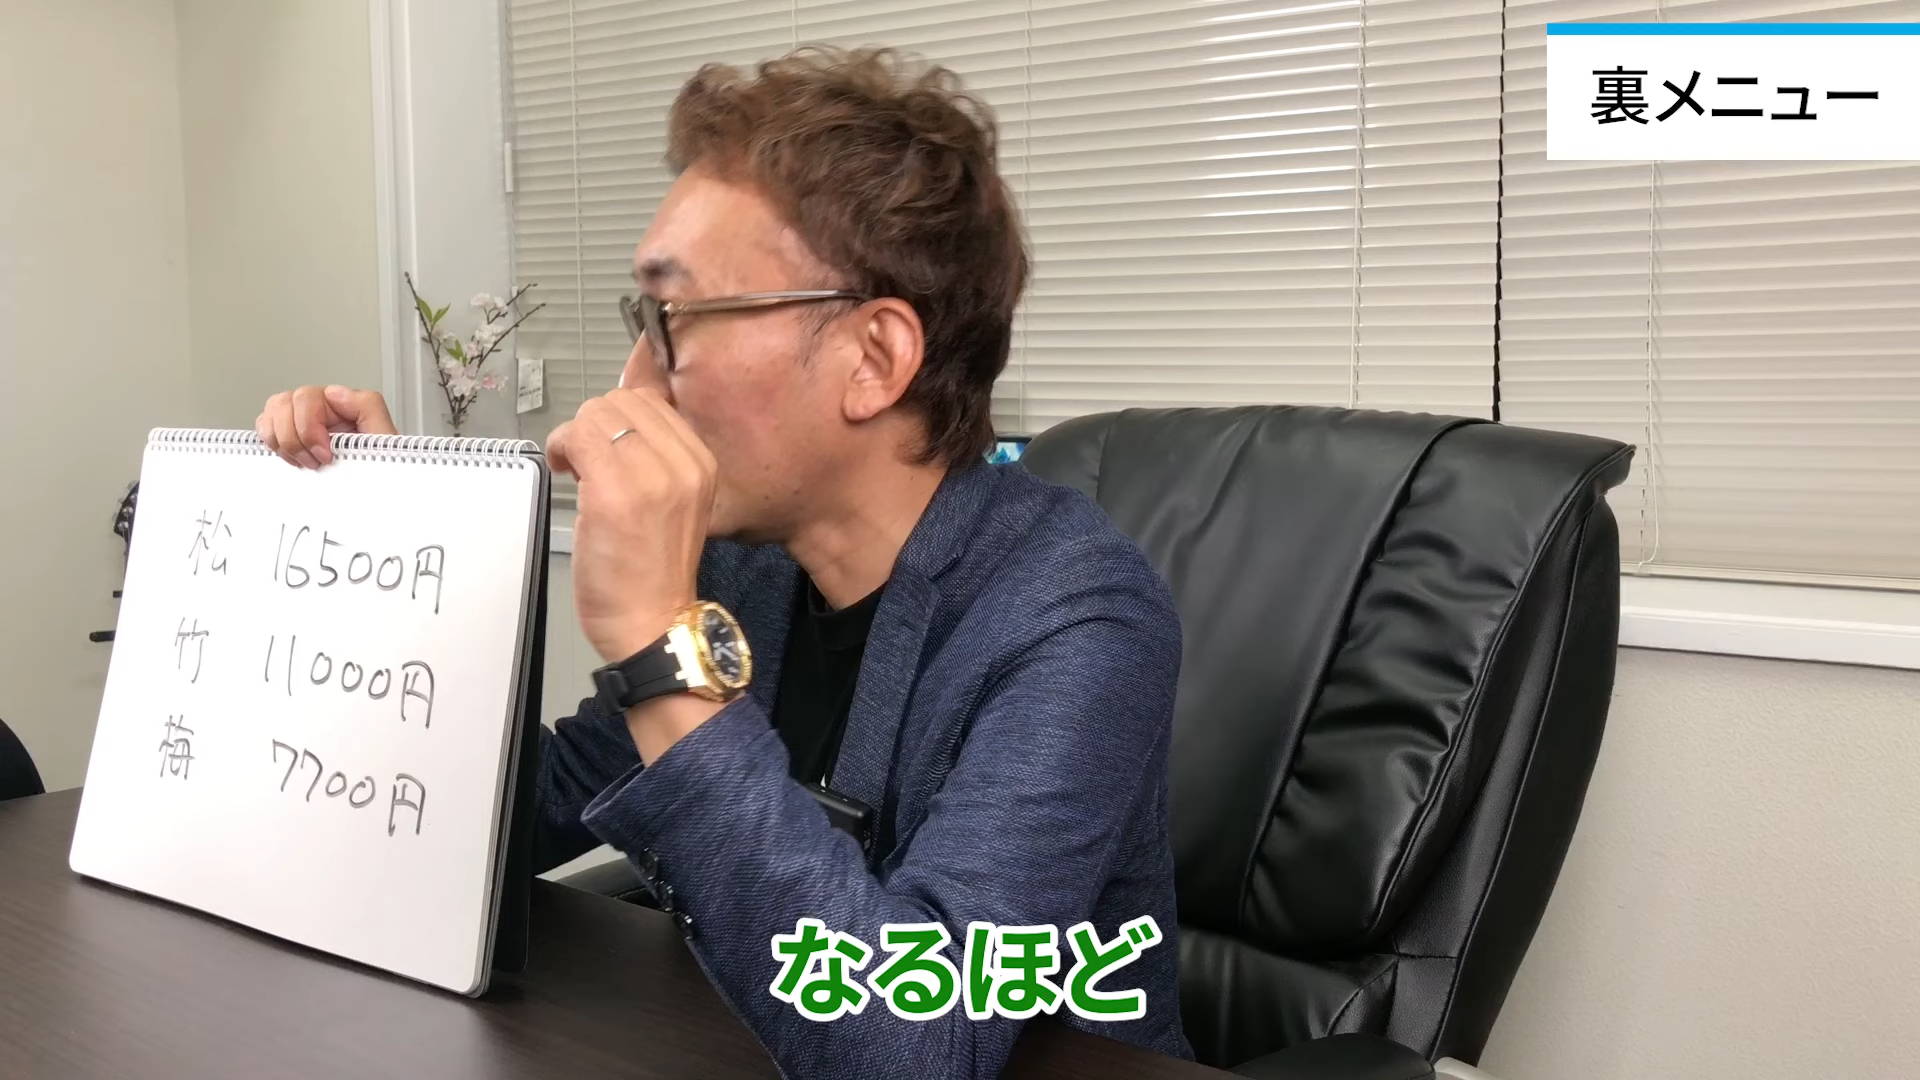 裏メニュー
松 16500円
竹 11000円
梅 7700円
なるほど